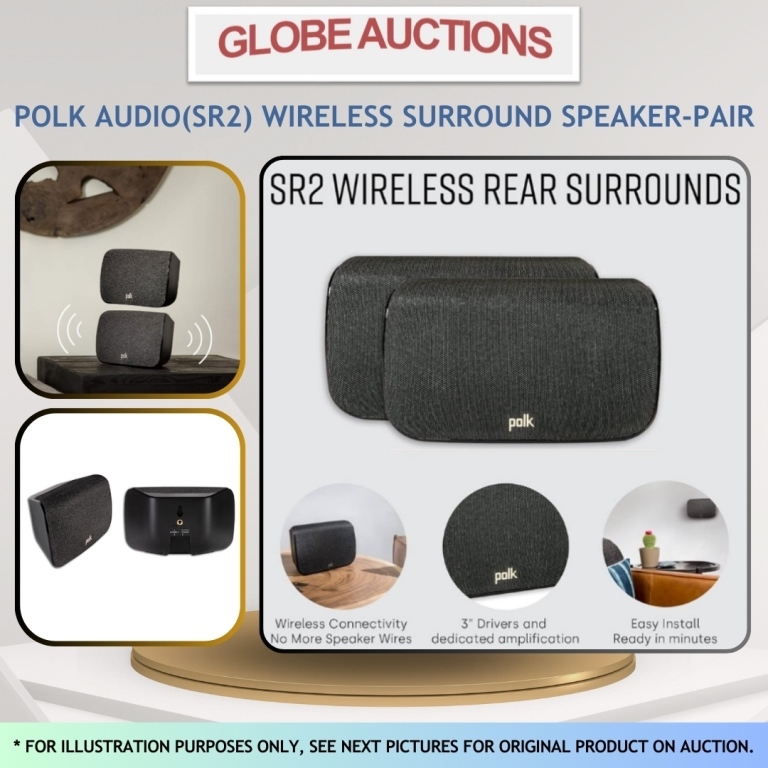 GLOBE AUCTIONS
POLK AUDIO(SR2) WIRELESS SURROUND SPEAKER-PAIR
SR2 WIRELESS REAR SURROUNDS
polk
polk
polk
polk
polk
Wireless Connectivity
No More Speaker Wires
3" Drivers and
dedicated amplification
Easy Install
Ready in minutes
* FOR ILLUSTRATION PURPOSES ONLY, SEE NEXT PICTURES FOR ORIGINAL PRODUCT ON AUCTION.